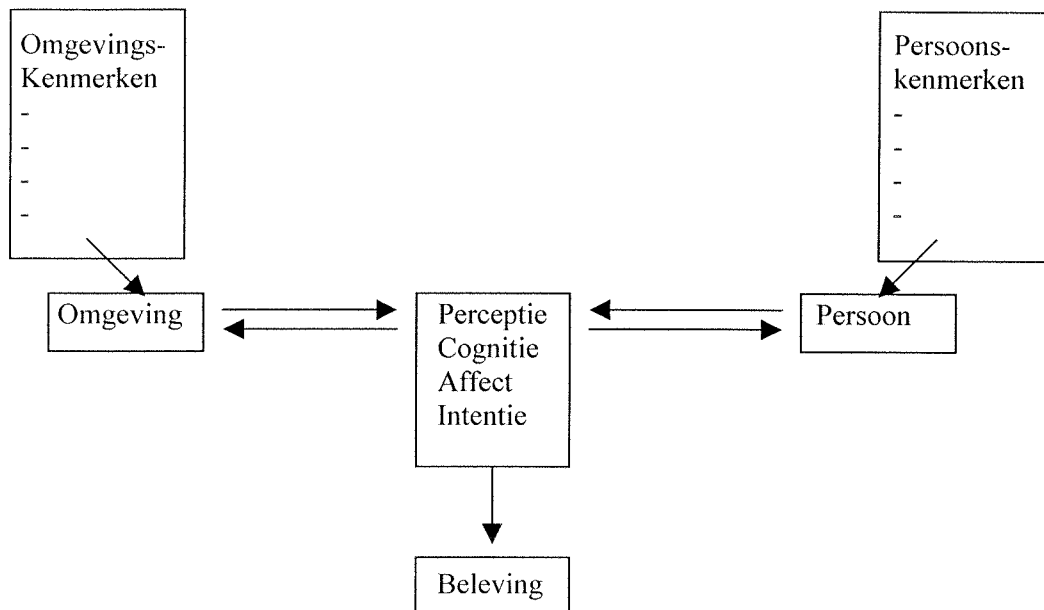 Omgevings-
Kenmerken
-
-
-
-
Persoons-
kenmerken
-
-
-
-
Omgeving
Perceptie
Cognitie
Affect
Intentie
Persoon
Beleving